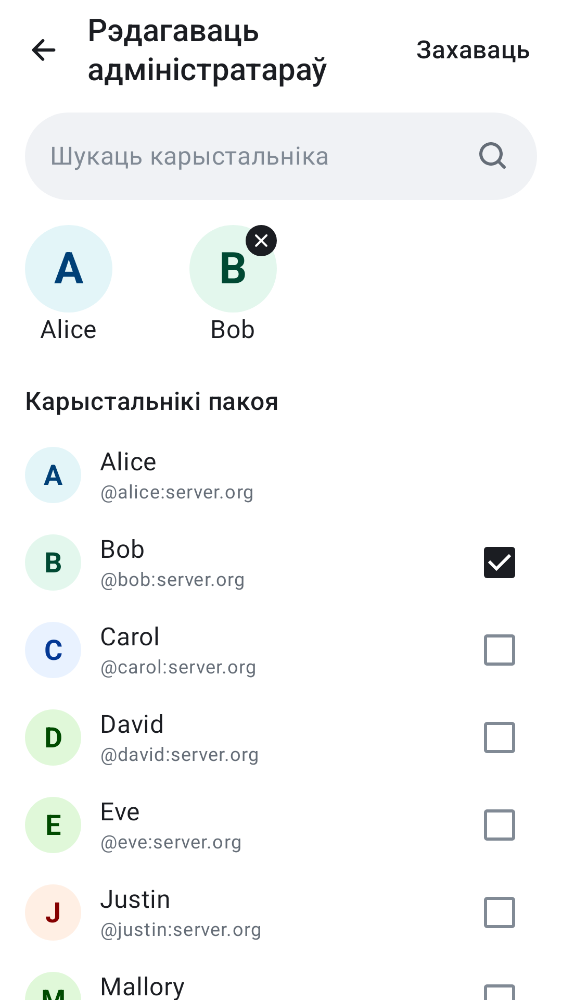 Рэдагаваць
адміністратараў
Захаваць
Шукаць карыстальніка
A
B
Alice
Bob
Карыстальнікі пакоя
A
Alice
@alice:server.org
B
Bob
@bob:server.org
C
Carol
@carol:server.org
D
David
@david:server.org
E
Eve
@eve:server.org
J
Justin
@justin:server.org
M
Mallory